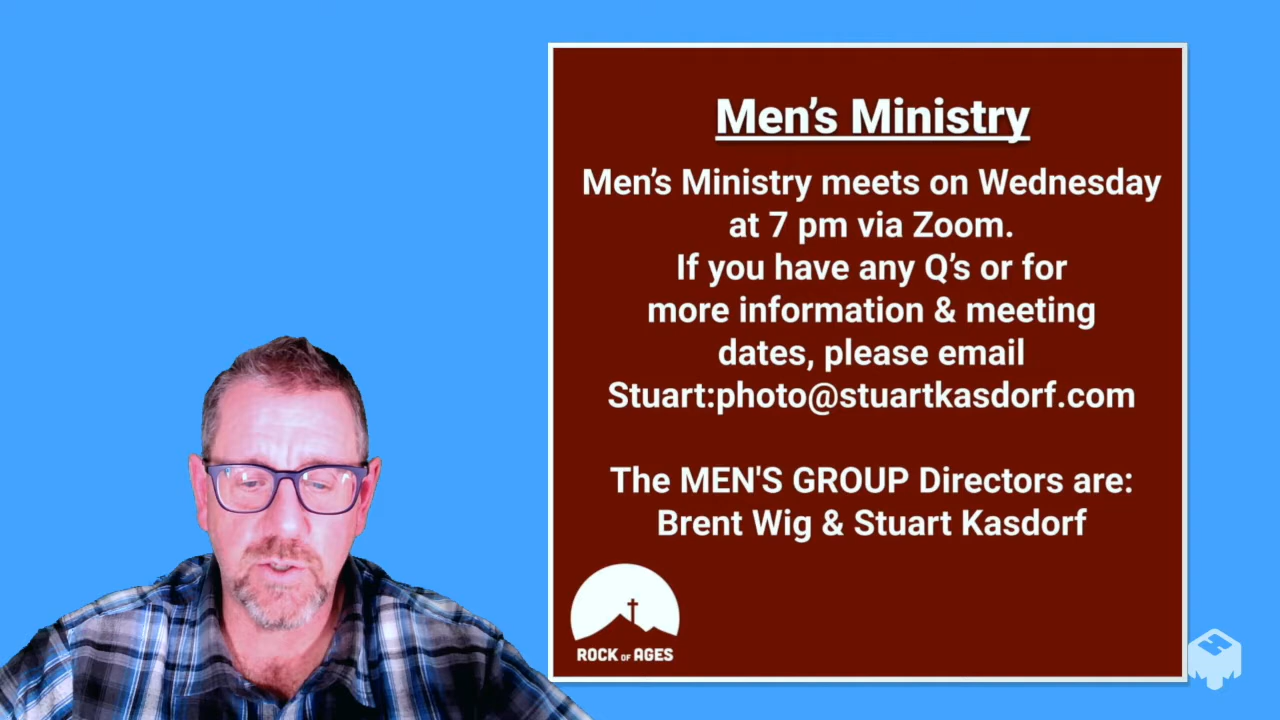 Men’s Ministry
Men’s Ministry meets on Wednesday
at 7 pm via Zoom.
If you have any Q’s or for
more information & meeting
dates, please email
Stuart:photo@stuartkasdorf.com
The MEN'S GROUP Directors are:
Brent Wig & Stuart Kasdorf
ROCK OF AGES